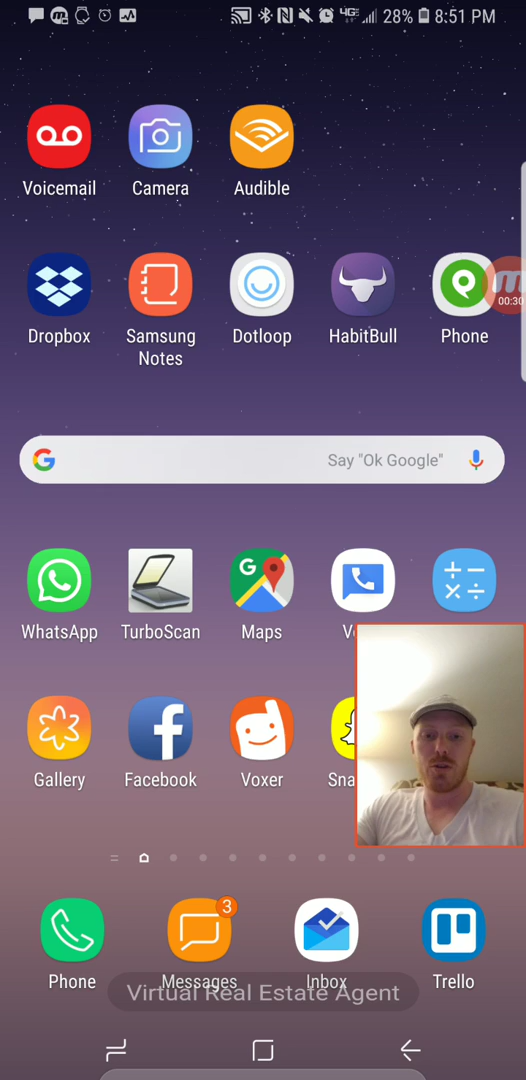 28% 8:51 PM
Voicemail Camera Audible
Dropbox Samsung Notes Dotloop HabitBull Phone
00:30
G Say "Ok Google"
WhatsApp TurboScan Maps
Gallery Facebook Voxer
3
Phone Messages Inbox Trello
Virtual Real Estate Agent